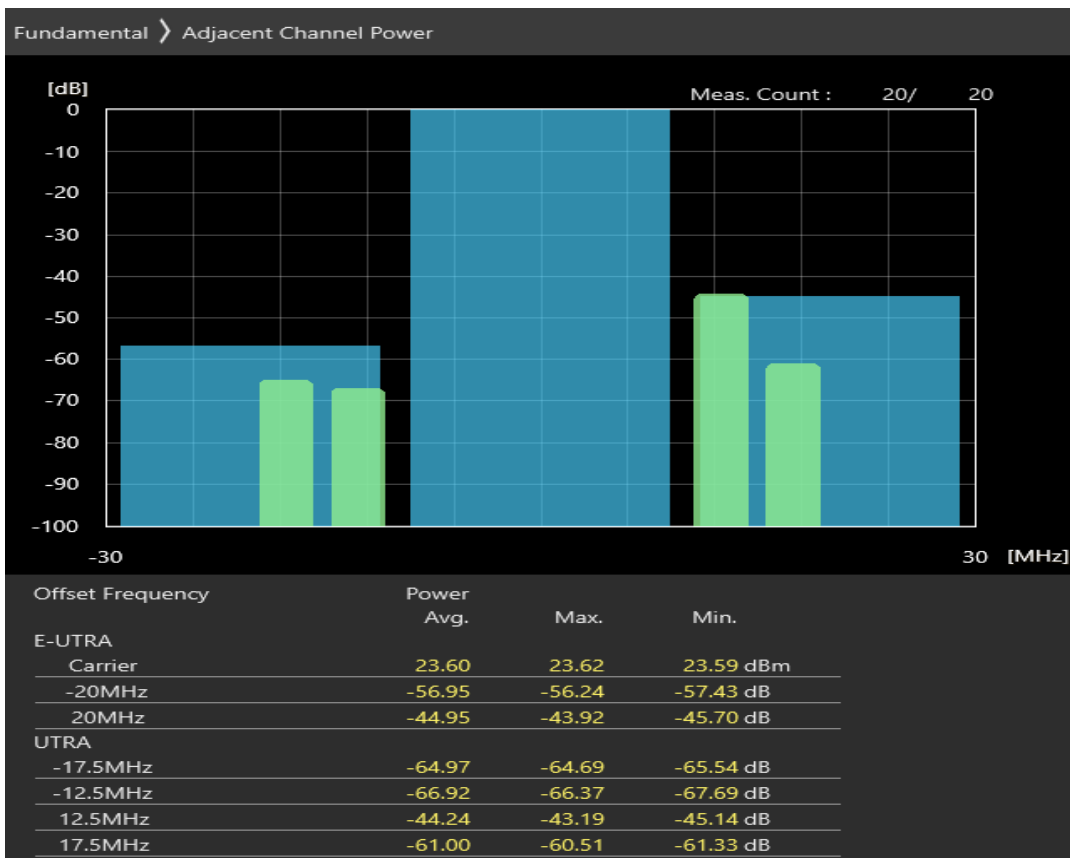 Fundamental 〉 Adjacent Channel Power
[dB]
Meas. Count : 20/ 20
0
-10
-20
-30
-40
-50
-60
-70
-80
-90
-100
-30 30 [MHz]
Offset Frequency Power
Avg. Max. Min.
E-UTRA
Carrier 23.60 23.62 23.59 dBm
-20MHz -56.95 -56.24 -57.43 dB
20MHz -44.95 -43.92 -45.70 dB
UTRA
-17.5MHz -64.97 -64.69 -65.54 dB
-12.5MHz -66.92 -66.37 -67.69 dB
12.5MHz -44.24 -43.19 -45.14 dB
17.5MHz -61.00 -60.51 -61.33 dB